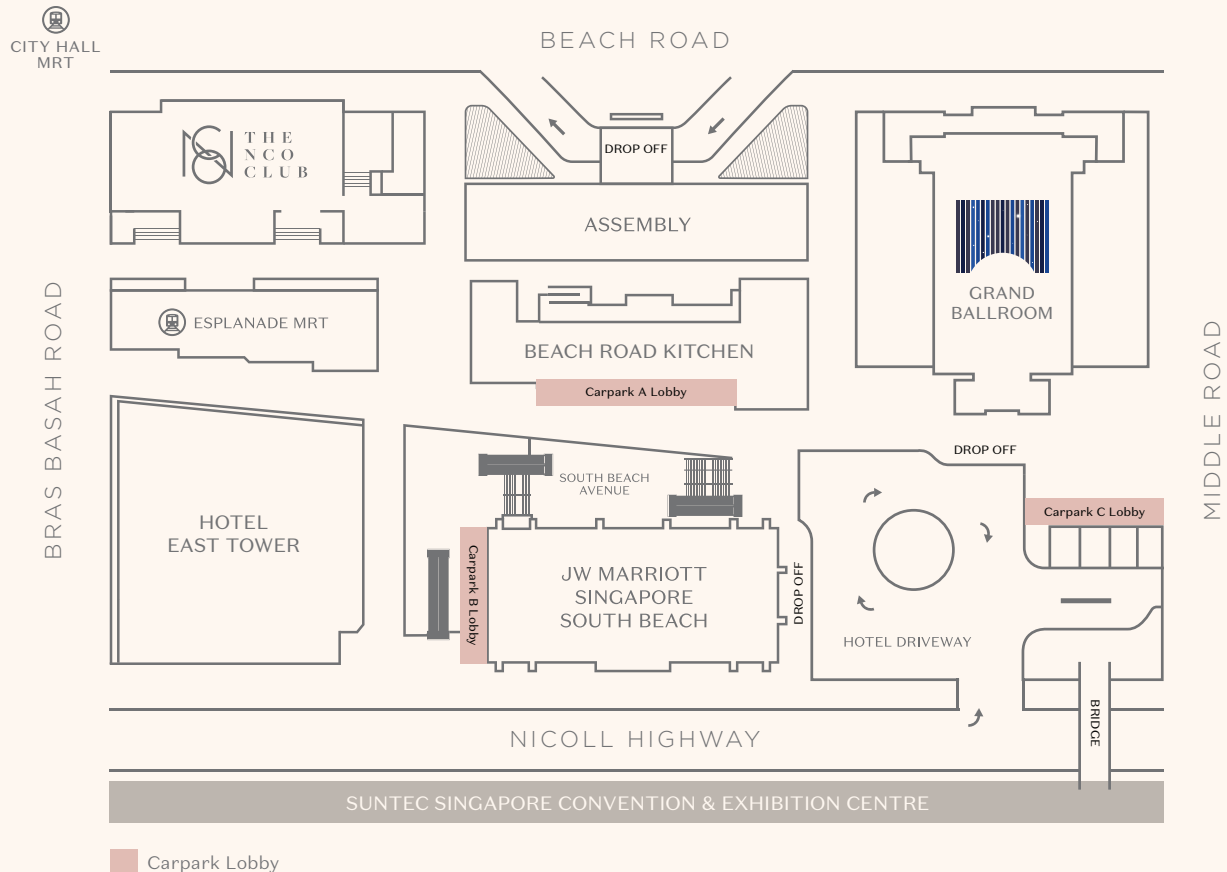 CITY HALL
MRT
BEACH ROAD
THE
NCO
CLUB
DROP OFF
ASSEMBLY
GRAND
BALLROOM
ESPLANADE MRT
BEACH ROAD KITCHEN
Carpark A Lobby
BRAS BASAH ROAD
MIDDLE ROAD
HOTEL
EAST TOWER
SOUTH BEACH
AVENUE
DROP OFF
Carpark C Lobby
Carpark B Lobby
JW MARRIOTT
SINGAPORE
SOUTH BEACH
DROP OFF
HOTEL DRIVEWAY
BRIDGE
NICOLL HIGHWAY
SUNTEC SINGAPORE CONVENTION & EXHIBITION CENTRE
Carpark Lobby